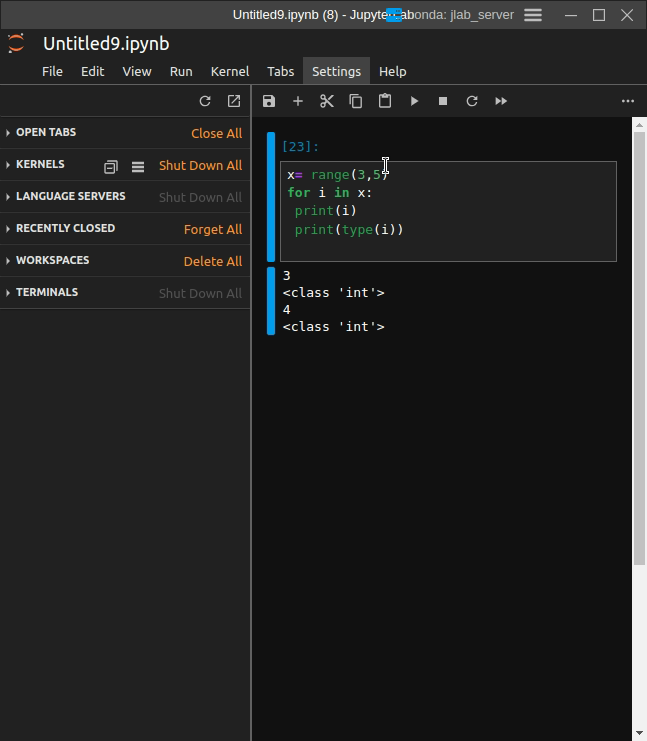 Untitled9.ipynb (8) - Jupyte
onda: jlab_server
Untitled9.ipynb
File Edit View Run Kernel Tabs Settings Help
OPEN TABS Close All
KERNELS Shut Down All
LANGUAGE SERVERS Shut Down All
RECENTLY CLOSED Forget All
WORKSPACES Delete All
TERMINALS Shut Down All
[23]:
x= range(3,5)
for i in x:
print(i)
print(type(i))
3
<class 'int'>
4
<class 'int'>